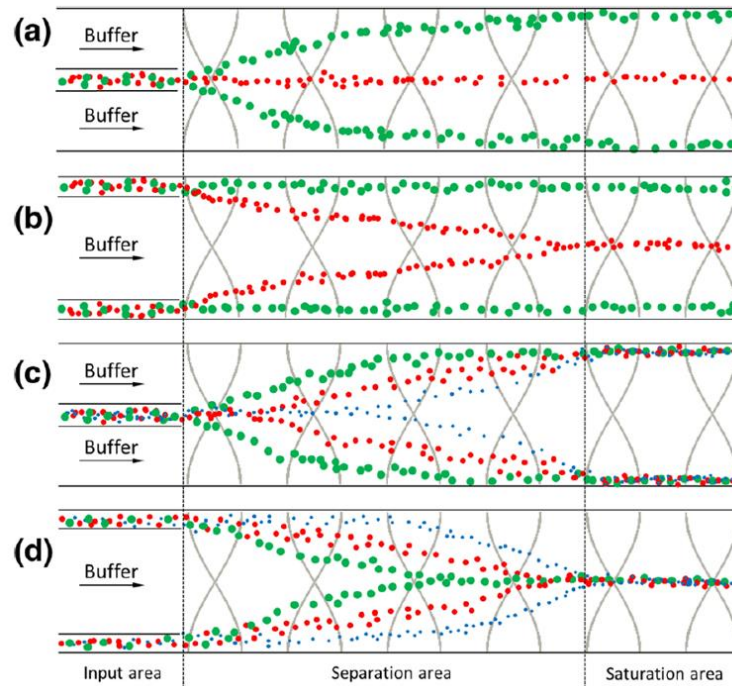 (a)
Buffer
Buffer
(b)
Buffer
(c)
Buffer
Buffer
(d)
Buffer
Input area Separation area Saturation area